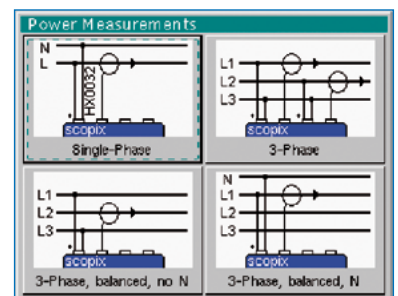 Power Measurements
N
L
HX0032
scopix
Single-Phase
L1
L2
L3
scopix
3-Phase
L1
L2
L3
scopix
3-Phase, balanced, no N
N
L1
L2
L3
scopix
3-Phase, balanced, N